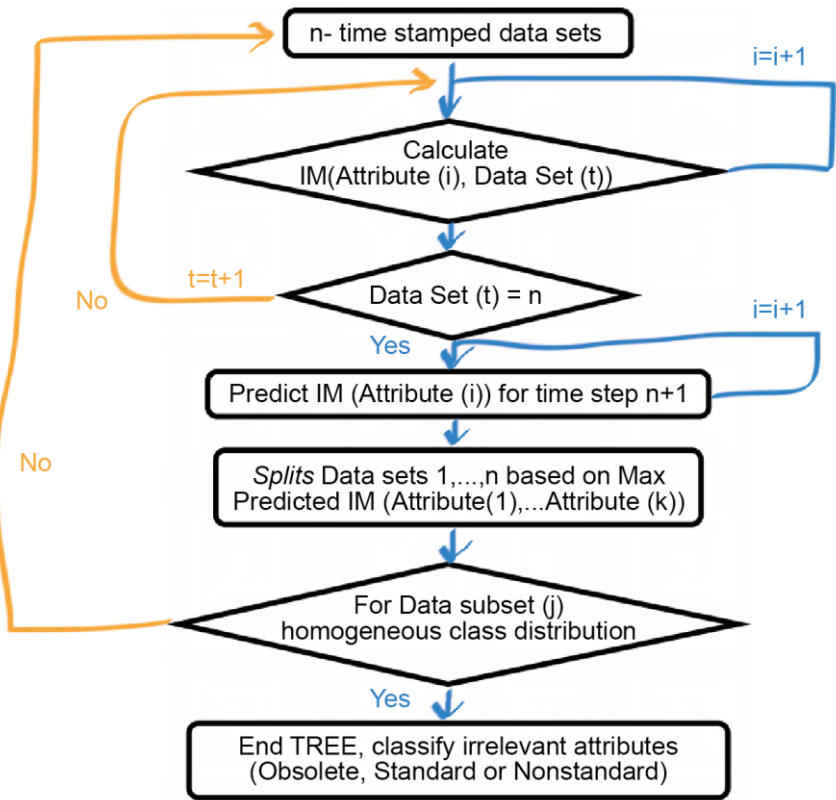 n- time stamped data sets
i=i+1
Calculate
IM(Attribute (i), Data Set (t))
t=t+1
No
Data Set (t) = n
i=i+1
Yes
Predict IM (Attribute (i)) for time step n+1
No
Splits Data sets 1,...,n based on Max
Predicted IM (Attribute(1),...Attribute (k))
For Data subset (j)
homogeneous class distribution
Yes
End TREE, classify irrelevant attributes
(Obsolete, Standard or Nonstandard)